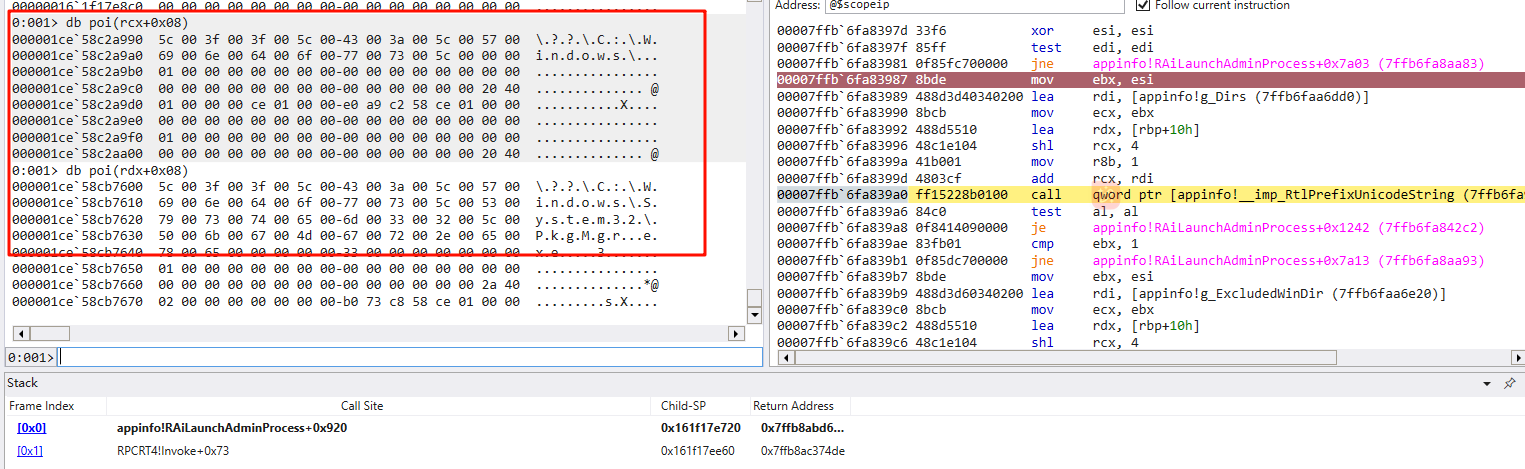 00000016`1f17e8c0 00 00 00 00 00 00 00 00-00 00 00 00 00 00 00 00 ................
0:001> db poi(rcx+0x08)
000001ce`58c2a990 5c 00 3f 00 3f 00 5c 00-43 00 3a 00 5c 00 57 00 \.?.?.\.C.:.\.W.
000001ce`58c2a9a0 69 00 6e 00 64 00 6f 00-77 00 73 00 5c 00 00 00 i.n.d.o.w.s.\...
000001ce`58c2a9b0 01 00 00 00 00 00 00 00-00 00 00 00 00 00 00 00 ................
000001ce`58c2a9c0 00 00 00 00 00 00 00 00-00 00 00 00 00 00 20 40 .............. @
000001ce`58c2a9d0 01 00 00 00 ce 01 00 00-e0 a9 c2 58 ce 01 00 00 ...........X....
000001ce`58c2a9e0 00 00 00 00 00 00 00 00-00 00 00 00 00 00 00 00 ................
000001ce`58c2a9f0 01 00 00 00 00 00 00 00-00 00 00 00 00 00 00 00 ................
000001ce`58c2aa00 00 00 00 00 00 00 00 00-00 00 00 00 00 00 20 40 .............. @
0:001> db poi(rdx+0x08)
000001ce`58cb7600 5c 00 3f 00 3f 00 5c 00-43 00 3a 00 5c 00 57 00 \.?.?.\.C.:.\.W.
000001ce`58cb7610 69 00 6e 00 64 00 6f 00-77 00 73 00 5c 00 53 00 i.n.d.o.w.s.\.S.
000001ce`58cb7620 79 00 73 00 74 00 65 00-6d 00 33 00 32 00 5c 00 y.s.t.e.m.3.2.\.
000001ce`58cb7630 50 00 6b 00 67 00 4d 00-67 00 72 00 2e 00 65 00 P.k.g.M.g.r...e.
000001ce`58cb7640 78 00 65 00 00 00 00 00-33 00 00 00 00 00 00 00 x.e.....3.......
000001ce`58cb7650 01 00 00 00 00 00 00 00-00 00 00 00 00 00 00 00 ................
000001ce`58cb7660 00 00 00 00 00 00 00 00-00 00 00 00 00 00 2a 40 ..............*@
000001ce`58cb7670 02 00 00 00 00 00 00 00-b0 73 c8 58 ce 01 00 00 .........s.X....
0:001>
Address: @$scopeip Follow current instruction
00007ffb`6fa8397d 33f6 xor esi, esi
00007ffb`6fa8397f 85ff test edi, edi
00007ffb`6fa83981 0f85fc700000 jne appinfo!RAiLaunchAdminProcess+0x7a03 (7ffb6fa8aa83)
00007ffb`6fa83987 8bde mov ebx, esi
00007ffb`6fa83989 488d3d40340200 lea rdi, [appinfo!g_Dirs (7ffb6faa6dd0)]
00007ffb`6fa83990 8bcb mov ecx, ebx
00007ffb`6fa83992 488d5510 lea rdx, [rbp+10h]
00007ffb`6fa83996 48c1e104 shl rcx, 4
00007ffb`6fa8399a 41b001 mov r8b, 1
00007ffb`6fa8399d 4803cf add rcx, rdi
00007ffb`6fa839a0 ff15228b0100 call qword ptr [appinfo!__imp_RtlPrefixUnicodeString (7ffb6fa
00007ffb`6fa839a6 84c0 test al, al
00007ffb`6fa839a8 0f8414090000 je appinfo!RAiLaunchAdminProcess+0x1242 (7ffb6fa842c2)
00007ffb`6fa839ae 83fb01 cmp ebx, 1
00007ffb`6fa839b1 0f85dc700000 jne appinfo!RAiLaunchAdminProcess+0x7a13 (7ffb6fa8aa93)
00007ffb`6fa839b7 8bde mov ebx, esi
00007ffb`6fa839b9 488d3d60340200 lea rdi, [appinfo!g_ExcludedWinDir (7ffb6faa6e20)]
00007ffb`6fa839c0 8bcb mov ecx, ebx
00007ffb`6fa839c2 488d5510 lea rdx, [rbp+10h]
00007ffb`6fa839c6 48c1e104 shl rcx, 4
Stack
Frame Index Call Site Child-SP Return Address
[0x0] appinfo!RAiLaunchAdminProcess+0x920 0x161f17e720 0x7ffb8abd6...
[0x1] RPCRT4!Invoke+0x73 0x161f17ee60 0x7ffb8ac374de